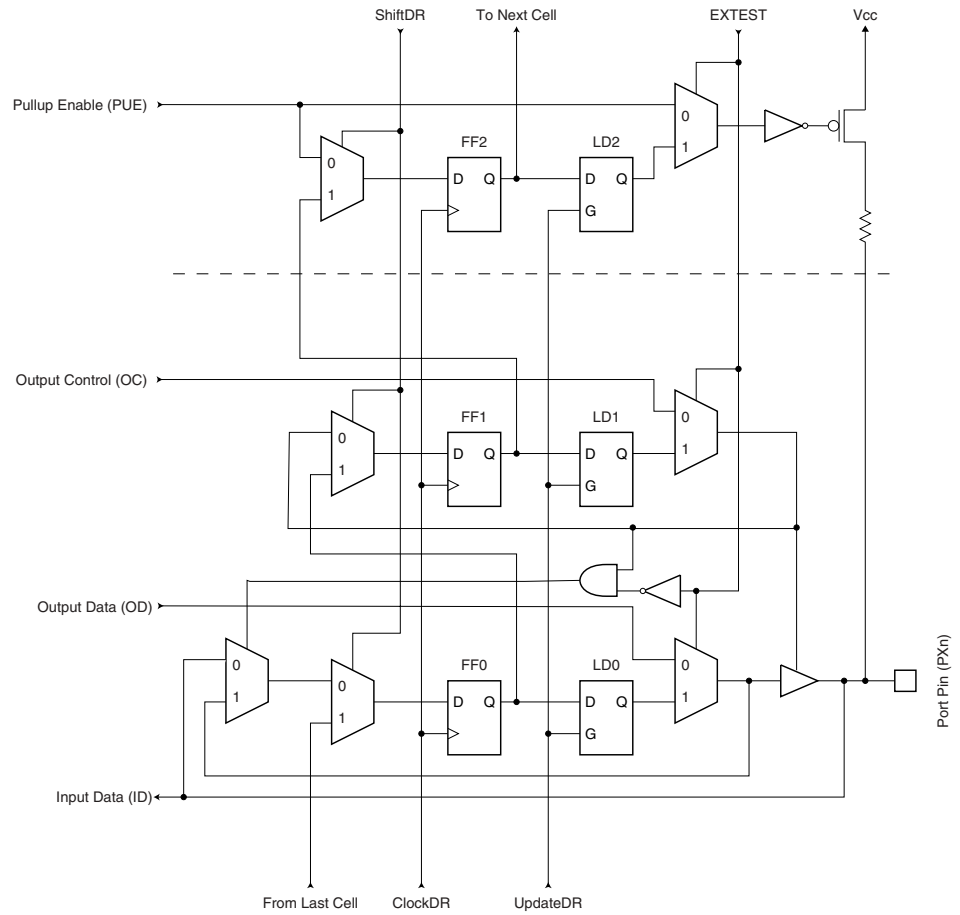 ShiftDR To Next Cell EXTEST Vcc
Pullup Enable (PUE)
0
FF2 LD2
0
1
D Q D Q
1
G
Output Control (OC)
0
FF1 LD1
0
1
D Q D Q
1
G
Output Data (OD)
0
FF0 LD0
0 0
1
D Q D Q
1
1
G
Port Pin (PXn)
Input Data (ID)
From Last Cell ClockDR UpdateDR